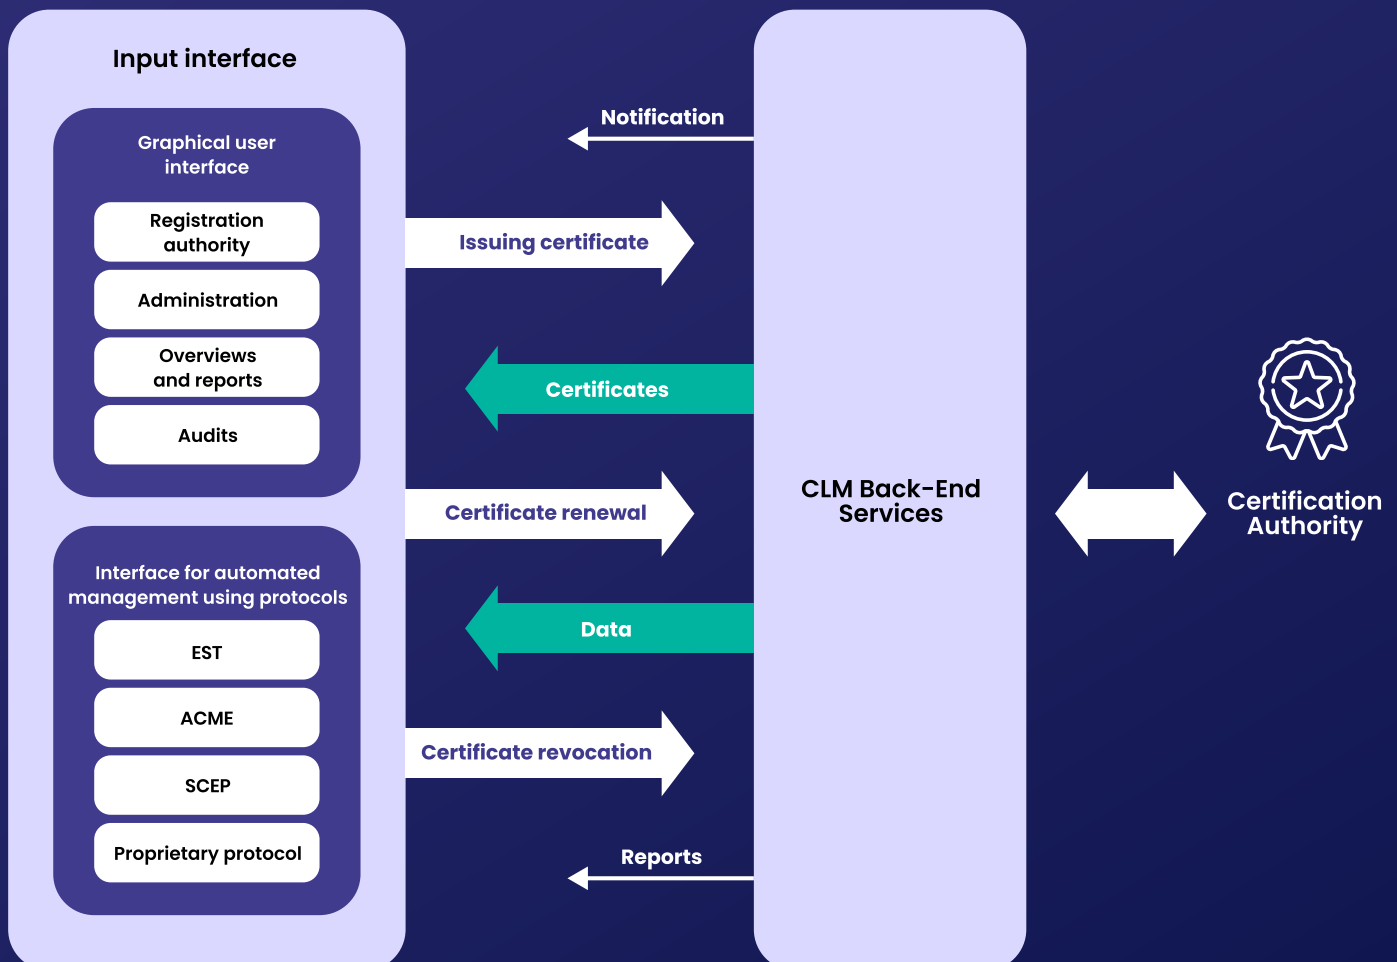 Input interface
Graphical user
interface
Registration
authority
Administration
Overviews
and reports
Audits
Interface for automated
management using protocols
EST
ACME
SCEP
Proprietary protocol
Notification
Issuing certificate
Certificates
Certificate renewal
Data
Certificate revocation
Reports
CLM Back-End
Services
Certification
Authority